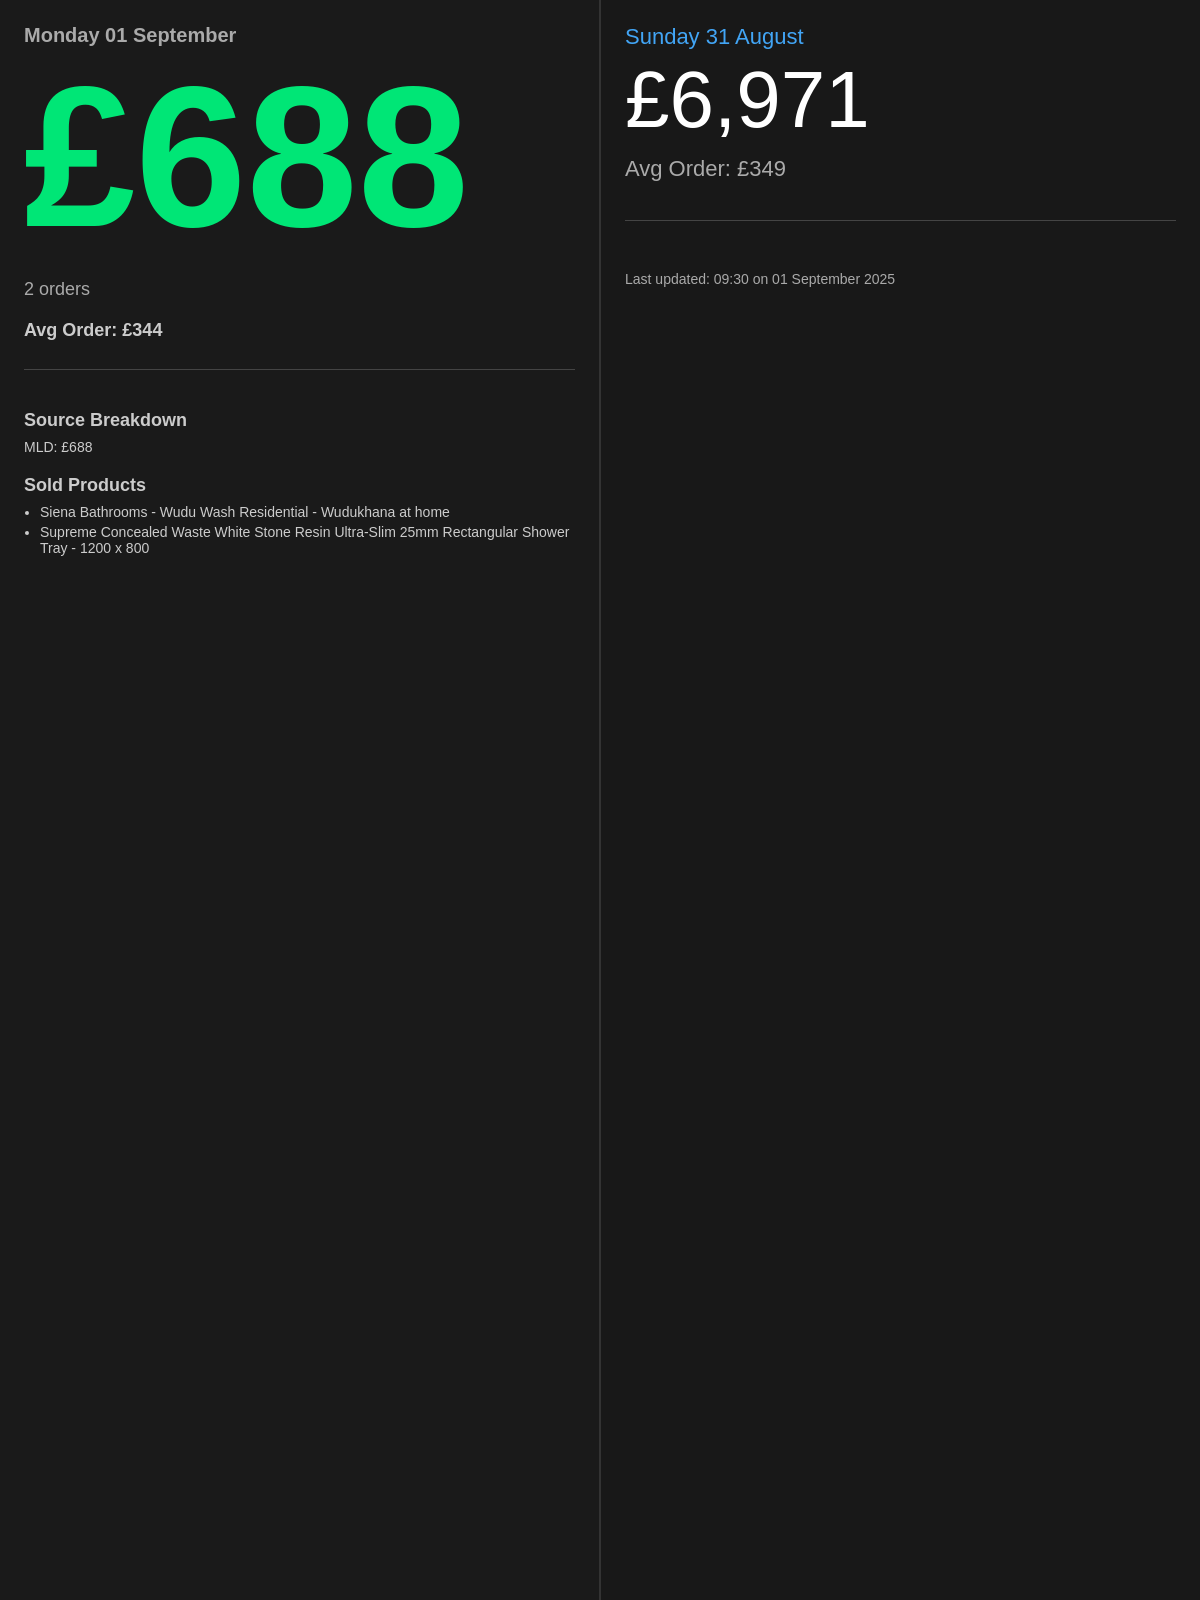 Monday 01 September
£688
2 orders
Avg Order: £344
Source Breakdown
MLD: £688
Sold Products
• Siena Bathrooms - Wudu Wash Residential - Wudukhana at home
• Supreme Concealed Waste White Stone Resin Ultra-Slim 25mm Rectangular Shower
Tray - 1200 x 800
Sunday 31 August
£6,971
Avg Order: £349
Last updated: 09:30 on 01 September 2025